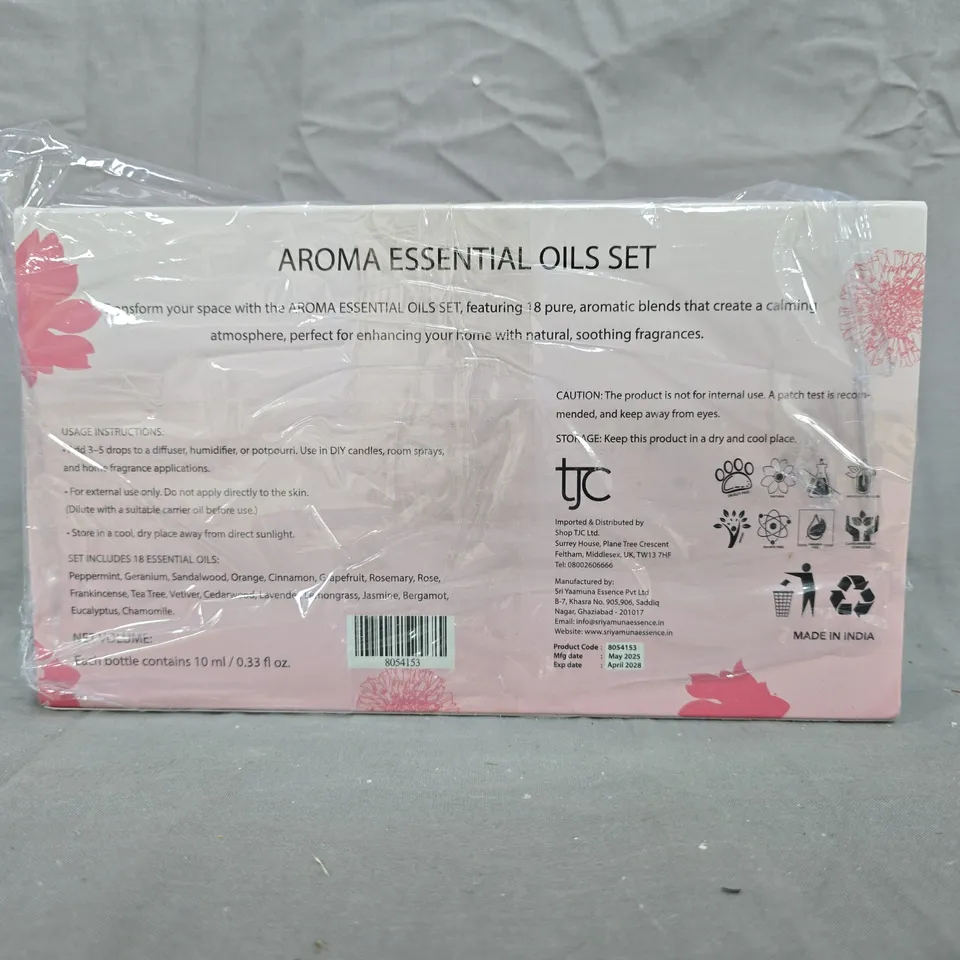 AROMA ESSENTIAL OILS SET
Transform your space with the AROMA ESSENTIAL OILS SET, featuring 18 pure, aromatic blends that create a calming
atmosphere, perfect for enhancing your home with natural, soothing fragrances.
USAGE INSTRUCTIONS:
• Add 3–5 drops to a diffuser, humidifier, or potpourri. Use in DIY candles, room sprays,
and home fragrance applications.
• For external use only. Do not apply directly to the skin.
(Dilute with a suitable carrier oil before use.)
• Store in a cool, dry place away from direct sunlight.
SET INCLUDES 18 ESSENTIAL OILS:
Peppermint, Geranium, Sandalwood, Orange, Cinnamon, Grapefruit, Rosemary, Rose,
Frankincense, Tea Tree, Vetiver, Cedarwood, Lavender, Lemongrass, Jasmine, Bergamot,
Eucalyptus, Chamomile.
NET VOLUME:
Each bottle contains 10 ml / 0.33 fl oz.
8054153
CAUTION: The product is not for internal use. A patch test is recom-
mended, and keep away from eyes.
STORAGE: Keep this product in a dry and cool place.
tjc
Imported & Distributed by
Shop TJC Ltd.
Surrey House, Plane Tree Crescent
Feltham, Middlesex, UK, TW13 7HF
Tel: 08002606666
Manufactured by:
Sri Yaamuna Essence Pvt Ltd
B-7, Khasra No. 905,906, Saddiq
Nagar, Ghaziabad - 201017
Email: info@sriyamunaessence.in
Website: www.sriyamunaessence.in
Product Code : 8054153
Mfg date : May 2025
Exp date : April 2028
MADE IN INDIA